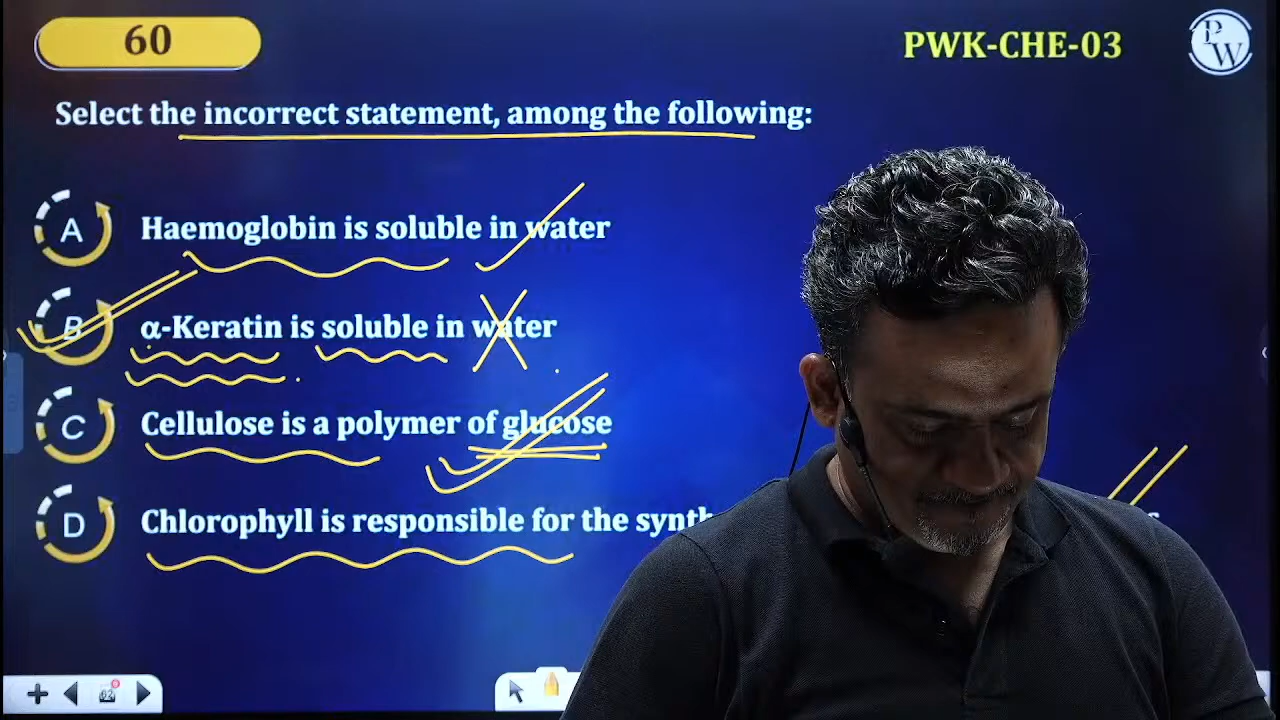 60
PWK-CHE-03
P
W
Select the incorrect statement, among the following:
A Haemoglobin is soluble in water
B α-Keratin is soluble in water
C Cellulose is a polymer of glucose
D Chlorophyll is responsible for the